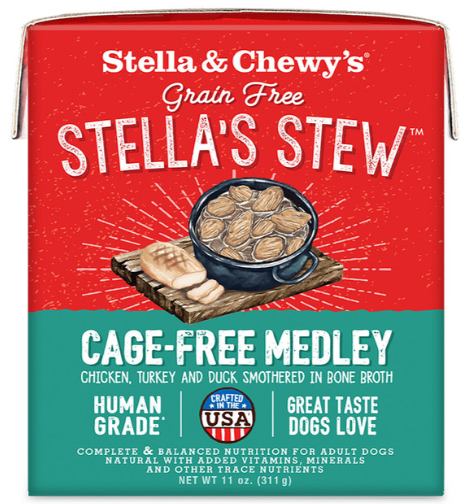 Stella & Chewy's®
Grain Free
STELLA'S STEW™
CAGE-FREE MEDLEY
CHICKEN, TURKEY AND DUCK SMOTHERED IN BONE BROTH
HUMAN
GRADE*
CRAFTED
IN THE
USA
GREAT TASTE
DOGS LOVE
COMPLETE & BALANCED NUTRITION FOR ADULT DOGS
NATURAL WITH ADDED VITAMINS, MINERALS
AND OTHER TRACE NUTRIENTS
NET WT 11 oz. (311 g)